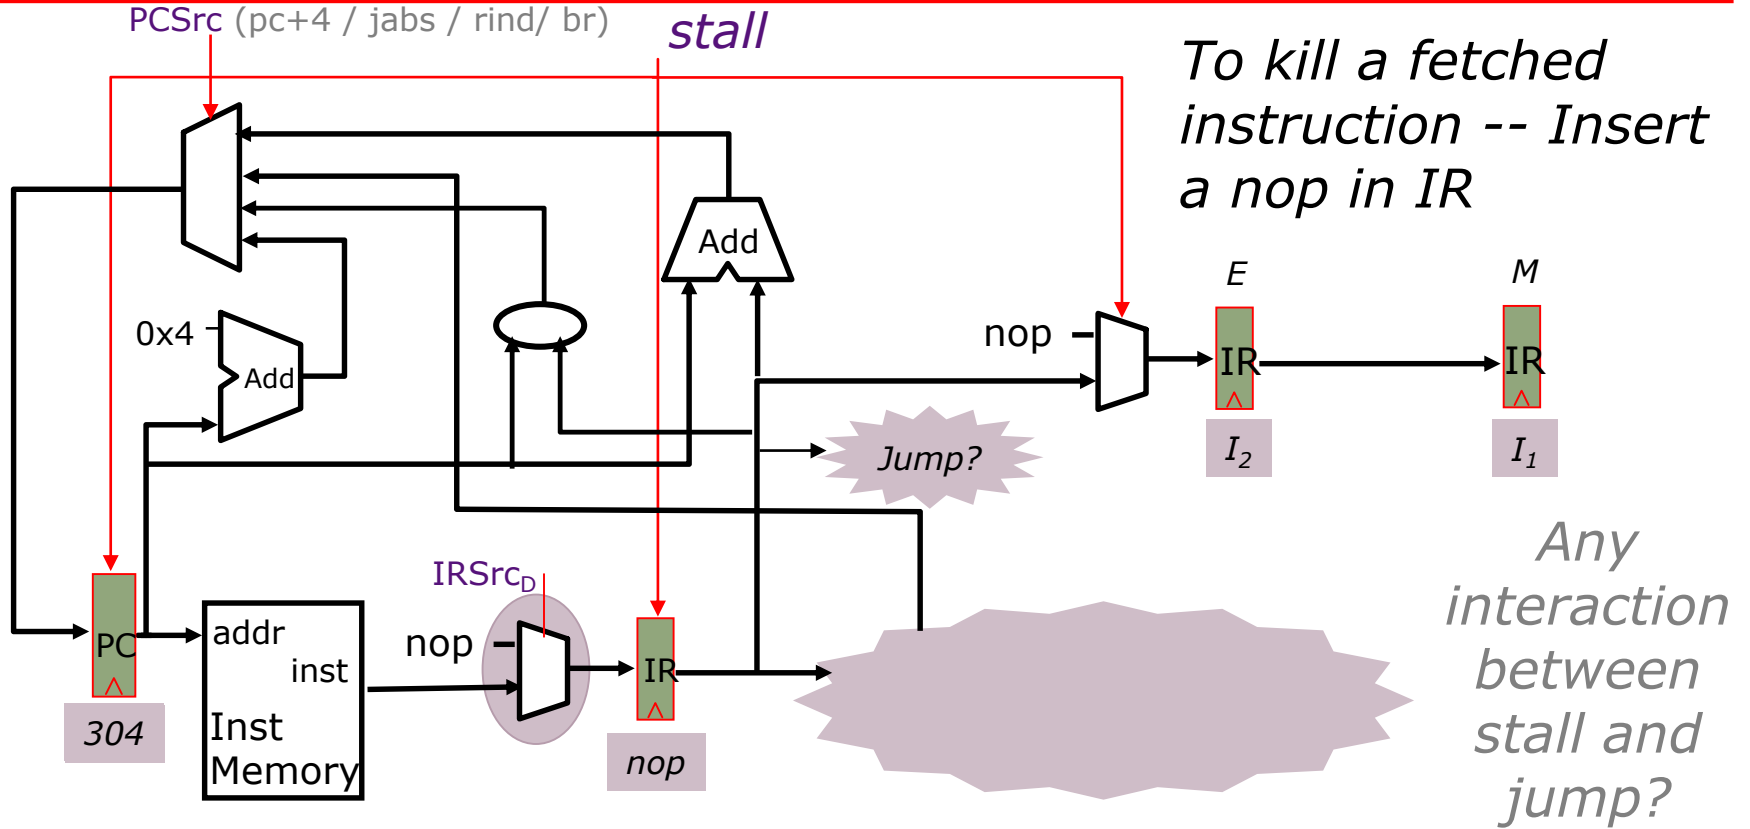 PCSrc (pc+4 / jabs / rind/ br)
stall
To kill a fetched
instruction -- Insert
a nop in IR
Add
E
M
0x4
Add
nop
IR
IR
Jump?
I2
I1
Any
interaction
between
stall and
jump?
IRSrcD
PC
addr
inst
nop
IR
304
Inst
Memory
nop